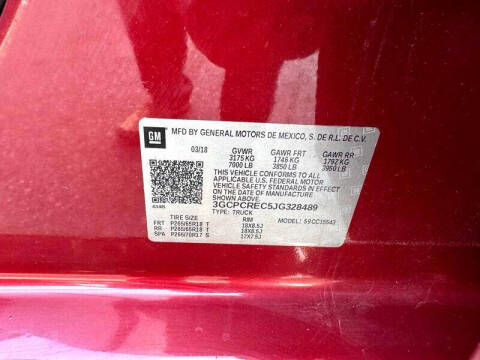 GM
MFD BY GENERAL MOTORS DE MEXICO, S. DE R.L. DE C.V.
03/18 GVWR GAWR FRT GAWR RR
3175 KG 1746 KG 1792 KG
7000 LB 3850 LB 3950 LB
THIS VEHICLE CONFORMS TO ALL
APPLICABLE U.S. FEDERAL MOTOR
VEHICLE SAFETY STANDARDS IN EFFECT
ON THE DATE OF MANUFACTURE
3GCPCREC5JG328489
TYPE: TRUCK
TIRE SIZE RIM MODEL:
FRT P265/65R18 T 18X8.5J
RR P265/65R18 T 18X8.5J
SPA P265/70R17 S 17X7.5J